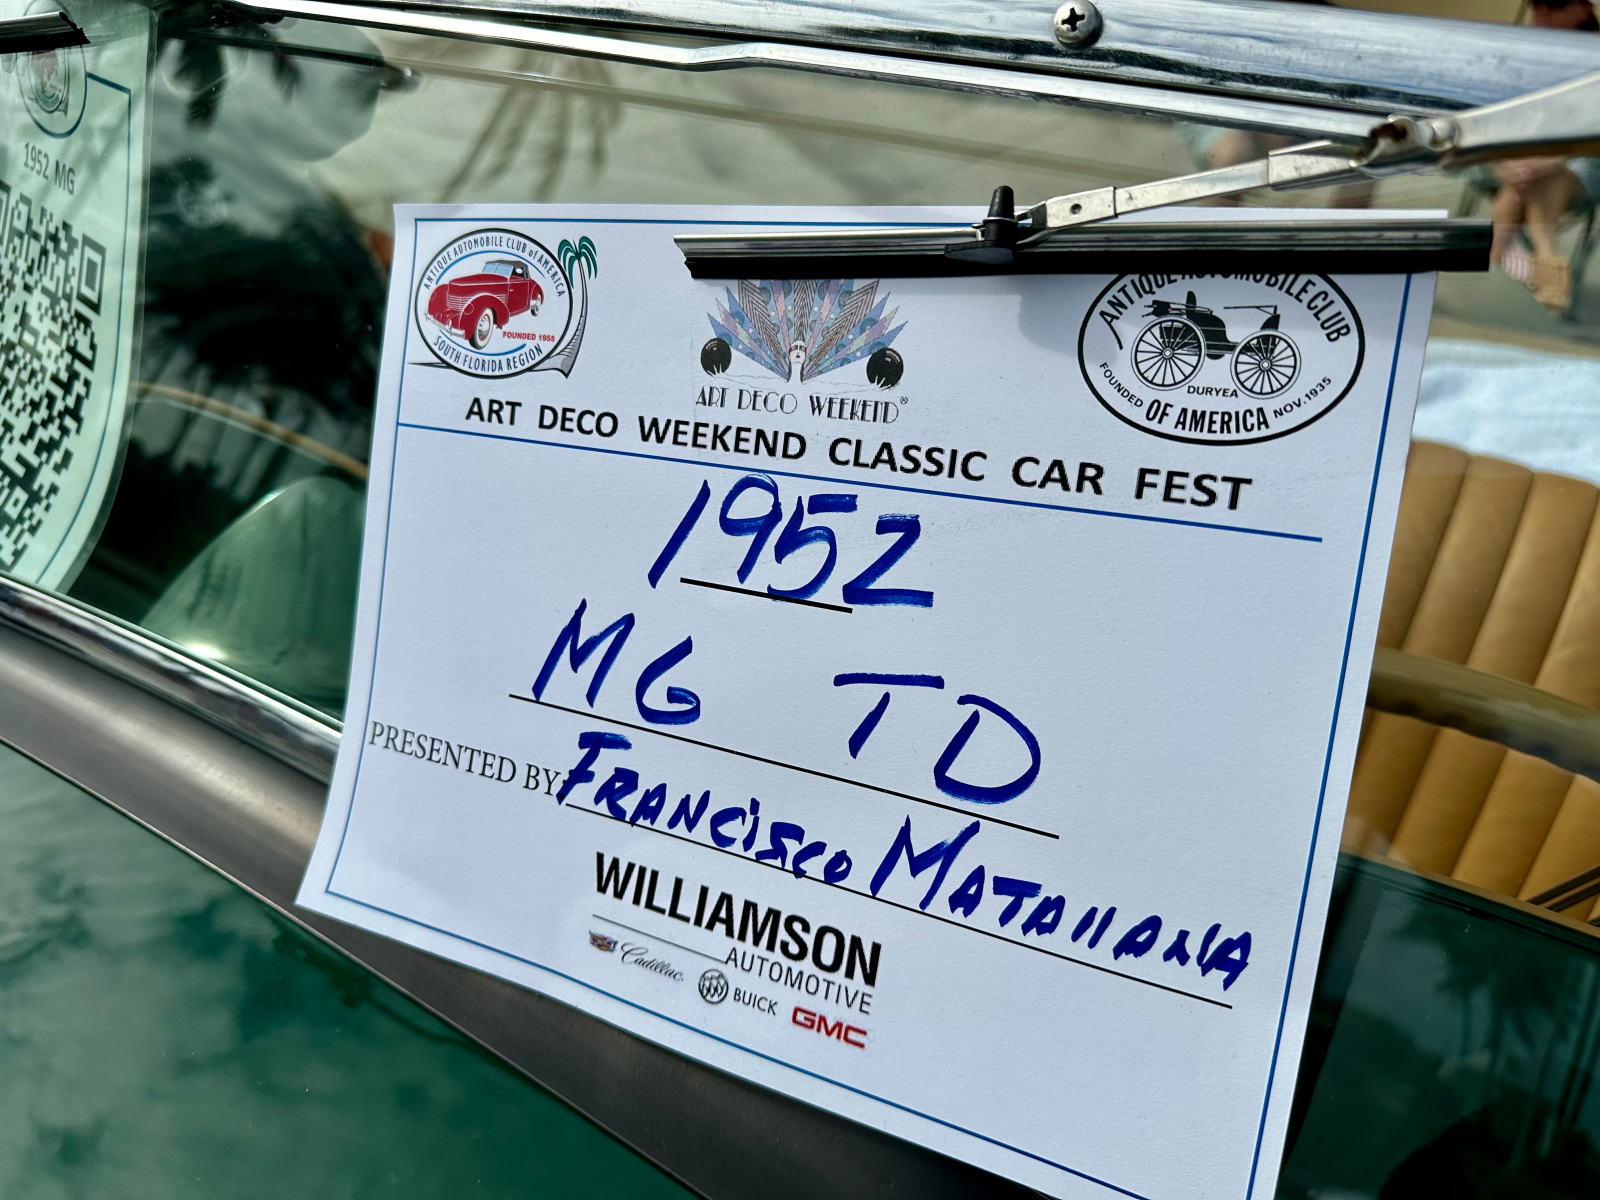 1952 MG
ANTIQUE AUTOMOBILE CLUB of AMERICA
FOUNDED 1955
SOUTH FLORIDA REGION
ART DECO WEEKEND®
ANTIQUE AUTOMOBILE CLUB
FOUNDED DURYEA NOV. 1935
OF AMERICA
ART DECO WEEKEND CLASSIC CAR FEST
1952
MG TD
PRESENTED BY: FRANCISCO MATAllANA
WILLIAMSON
AUTOMOTIVE
Cadillac BUICK GMC